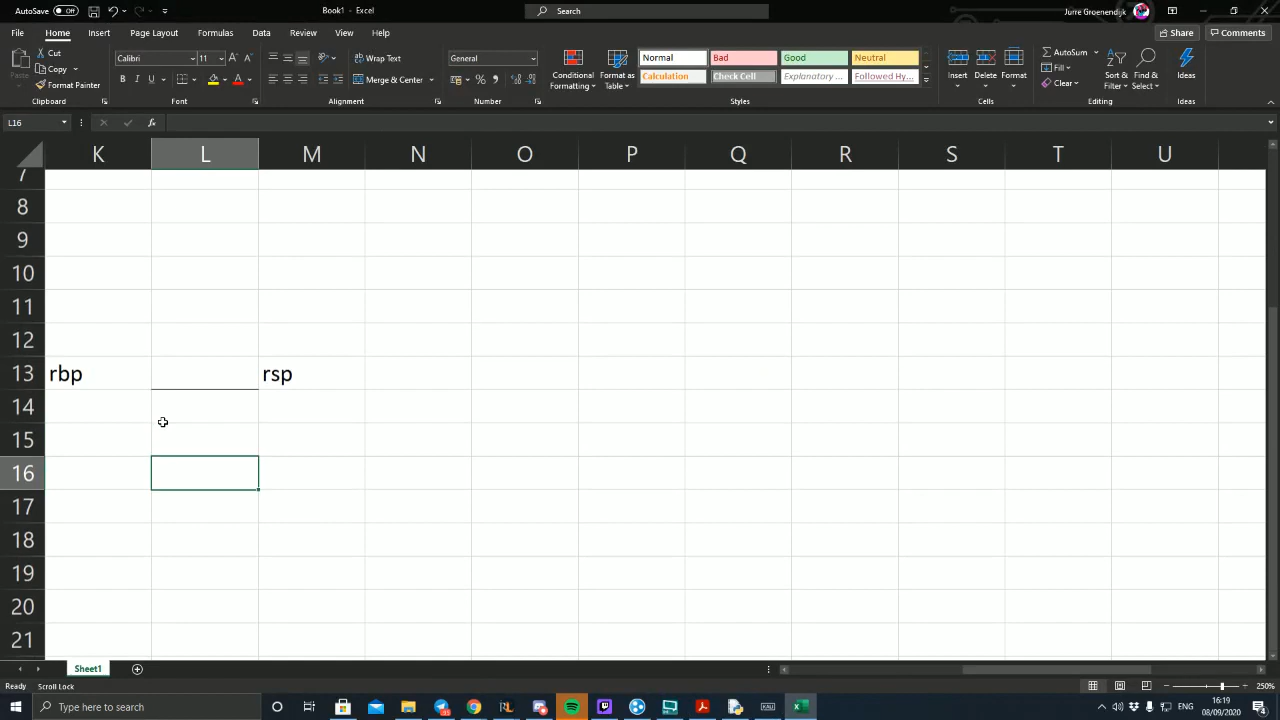 AutoSave Off
Book1 - Excel
Search
Jurre Groenendijk
File Home Insert Page Layout Formulas Data Review View Help
Share Comments
Paste
Cut
Copy
Format Painter
Clipboard
Calibri 11
B I U
Font
Wrap Text
Merge & Center
Alignment
General
Number
Conditional Formatting
Format as Table
Normal Bad Good Neutral
Calculation Check Cell Explanatory ... Followed Hy...
Styles
Insert Delete Format
Cells
AutoSum
Fill
Clear
Sort & Filter
Find & Select
Editing
Ideas
Ideas
L16
fx
K L M N O P Q R S T U
7
8
9
10
11
12
13 rbp rsp
14
15
16
17
18
19
20
21
Sheet1
Ready Scroll Lock
250%
Type here to search
ENG
16:19
08/09/2020